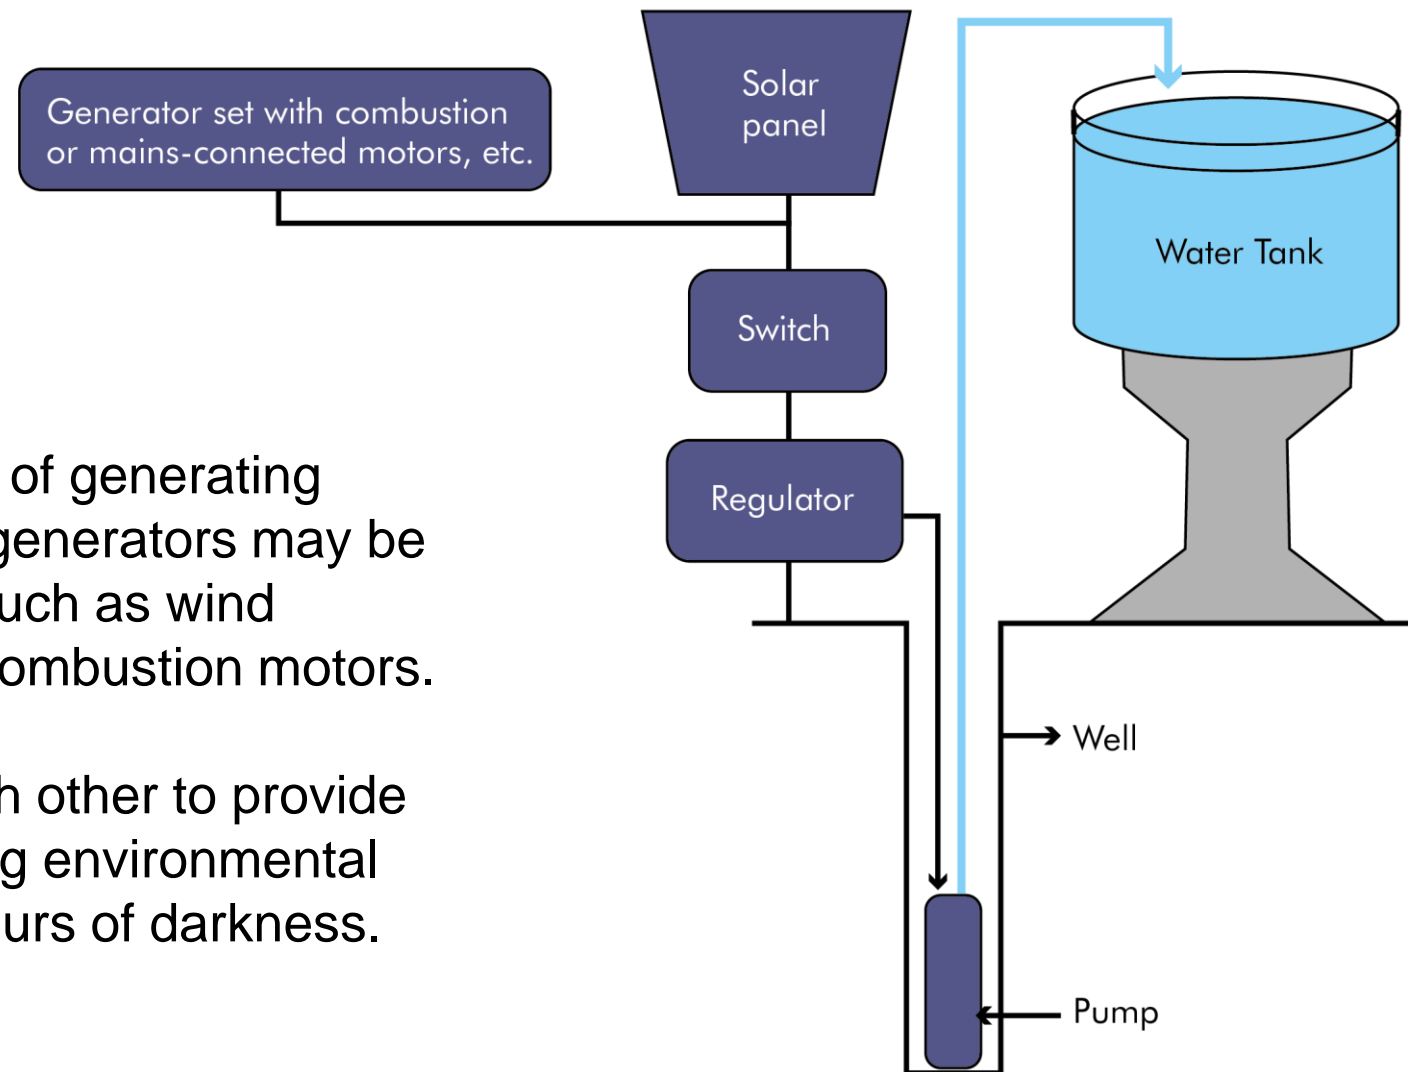 Generator set with combustion
or mains-connected motors, etc.
Solar
panel
Water Tank
Switch
Regulator
of generating
generators may be
uch as wind
ombustion motors.
Well
h other to provide
g environmental
urs of darkness.
Pump